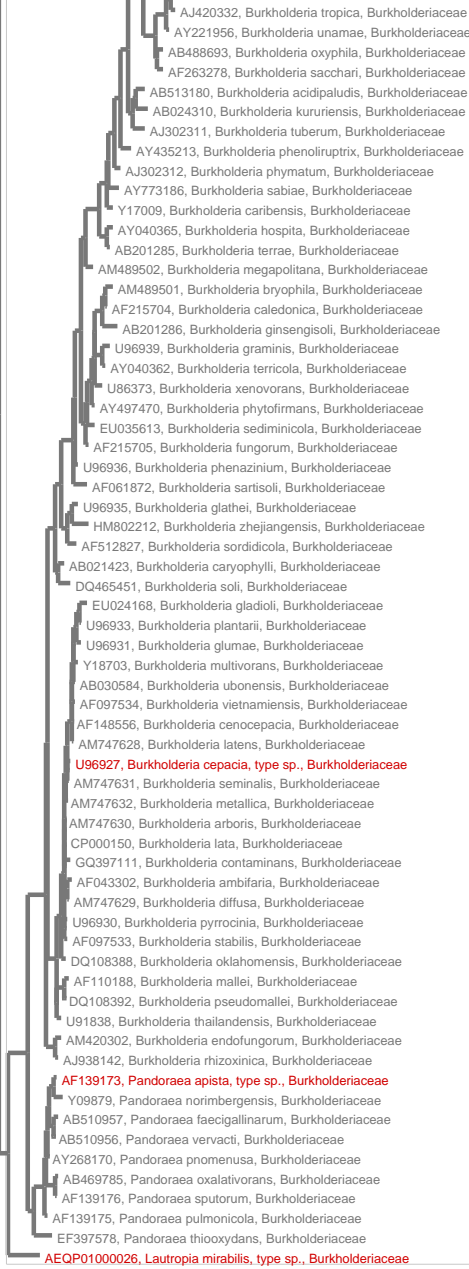 AJ420332, Burkholderia tropica, Burkholderiaceae
AY221956, Burkholderia unamae, Burkholderiaceae
AB488693, Burkholderia oxyphila, Burkholderiaceae
AF263278, Burkholderia sacchari, Burkholderiaceae
AB513180, Burkholderia acidipaludis, Burkholderiaceae
AB024310, Burkholderia kururiensis, Burkholderiaceae
AJ302311, Burkholderia tuberum, Burkholderiaceae
AY435213, Burkholderia phenoliruptrix, Burkholderiaceae
AJ302312, Burkholderia phymatum, Burkholderiaceae
AY773186, Burkholderia sabiae, Burkholderiaceae
Y17009, Burkholderia caribensis, Burkholderiaceae
AY040365, Burkholderia hospita, Burkholderiaceae
AB201285, Burkholderia terrae, Burkholderiaceae
AM489502, Burkholderia megapolitana, Burkholderiaceae
AM489501, Burkholderia bryophila, Burkholderiaceae
AF215704, Burkholderia caledonica, Burkholderiaceae
AB201286, Burkholderia ginsengisoli, Burkholderiaceae
U96939, Burkholderia graminis, Burkholderiaceae
AY040362, Burkholderia terricola, Burkholderiaceae
U86373, Burkholderia xenovorans, Burkholderiaceae
AY497470, Burkholderia phytofirmans, Burkholderiaceae
EU035613, Burkholderia sediminicola, Burkholderiaceae
AF215705, Burkholderia fungorum, Burkholderiaceae
U96936, Burkholderia phenazinium, Burkholderiaceae
AF061872, Burkholderia sartisoli, Burkholderiaceae
U96935, Burkholderia glathei, Burkholderiaceae
HM802212, Burkholderia zhejiangensis, Burkholderiaceae
AF512827, Burkholderia sordidicola, Burkholderiaceae
AB021423, Burkholderia caryophylli, Burkholderiaceae
DQ465451, Burkholderia soli, Burkholderiaceae
EU024168, Burkholderia gladioli, Burkholderiaceae
U96933, Burkholderia plantarii, Burkholderiaceae
U96931, Burkholderia glumae, Burkholderiaceae
Y18703, Burkholderia multivorans, Burkholderiaceae
AB030584, Burkholderia ubonensis, Burkholderiaceae
AF097534, Burkholderia vietnamiensis, Burkholderiaceae
AF148556, Burkholderia cenocepacia, Burkholderiaceae
AM747628, Burkholderia latens, Burkholderiaceae
U96927, Burkholderia cepacia, type sp., Burkholderiaceae
AM747631, Burkholderia seminalis, Burkholderiaceae
AM747632, Burkholderia metallica, Burkholderiaceae
AM747630, Burkholderia arboris, Burkholderiaceae
CP000150, Burkholderia lata, Burkholderiaceae
GQ397111, Burkholderia contaminans, Burkholderiaceae
AF043302, Burkholderia ambifaria, Burkholderiaceae
AM747629, Burkholderia diffusa, Burkholderiaceae
U96930, Burkholderia pyrrocinia, Burkholderiaceae
AF097533, Burkholderia stabilis, Burkholderiaceae
DQ108388, Burkholderia oklahomensis, Burkholderiaceae
AF110188, Burkholderia mallei, Burkholderiaceae
DQ108392, Burkholderia pseudomallei, Burkholderiaceae
U91838, Burkholderia thailandensis, Burkholderiaceae
AM420302, Burkholderia endofungorum, Burkholderiaceae
AJ938142, Burkholderia rhizoxinica, Burkholderiaceae
AF139173, Pandoraea apista, type sp., Burkholderiaceae
Y09879, Pandoraea norimbergensis, Burkholderiaceae
AB510957, Pandoraea faecigallinarum, Burkholderiaceae
AB510956, Pandoraea vervacti, Burkholderiaceae
AY268170, Pandoraea pnomenusa, Burkholderiaceae
AB469785, Pandoraea oxalativorans, Burkholderiaceae
AF139176, Pandoraea sputorum, Burkholderiaceae
AF139175, Pandoraea pulmonicola, Burkholderiaceae
EF397578, Pandoraea thiooxydans, Burkholderiaceae
AEQP01000026, Lautropia mirabilis, type sp., Burkholderiaceae